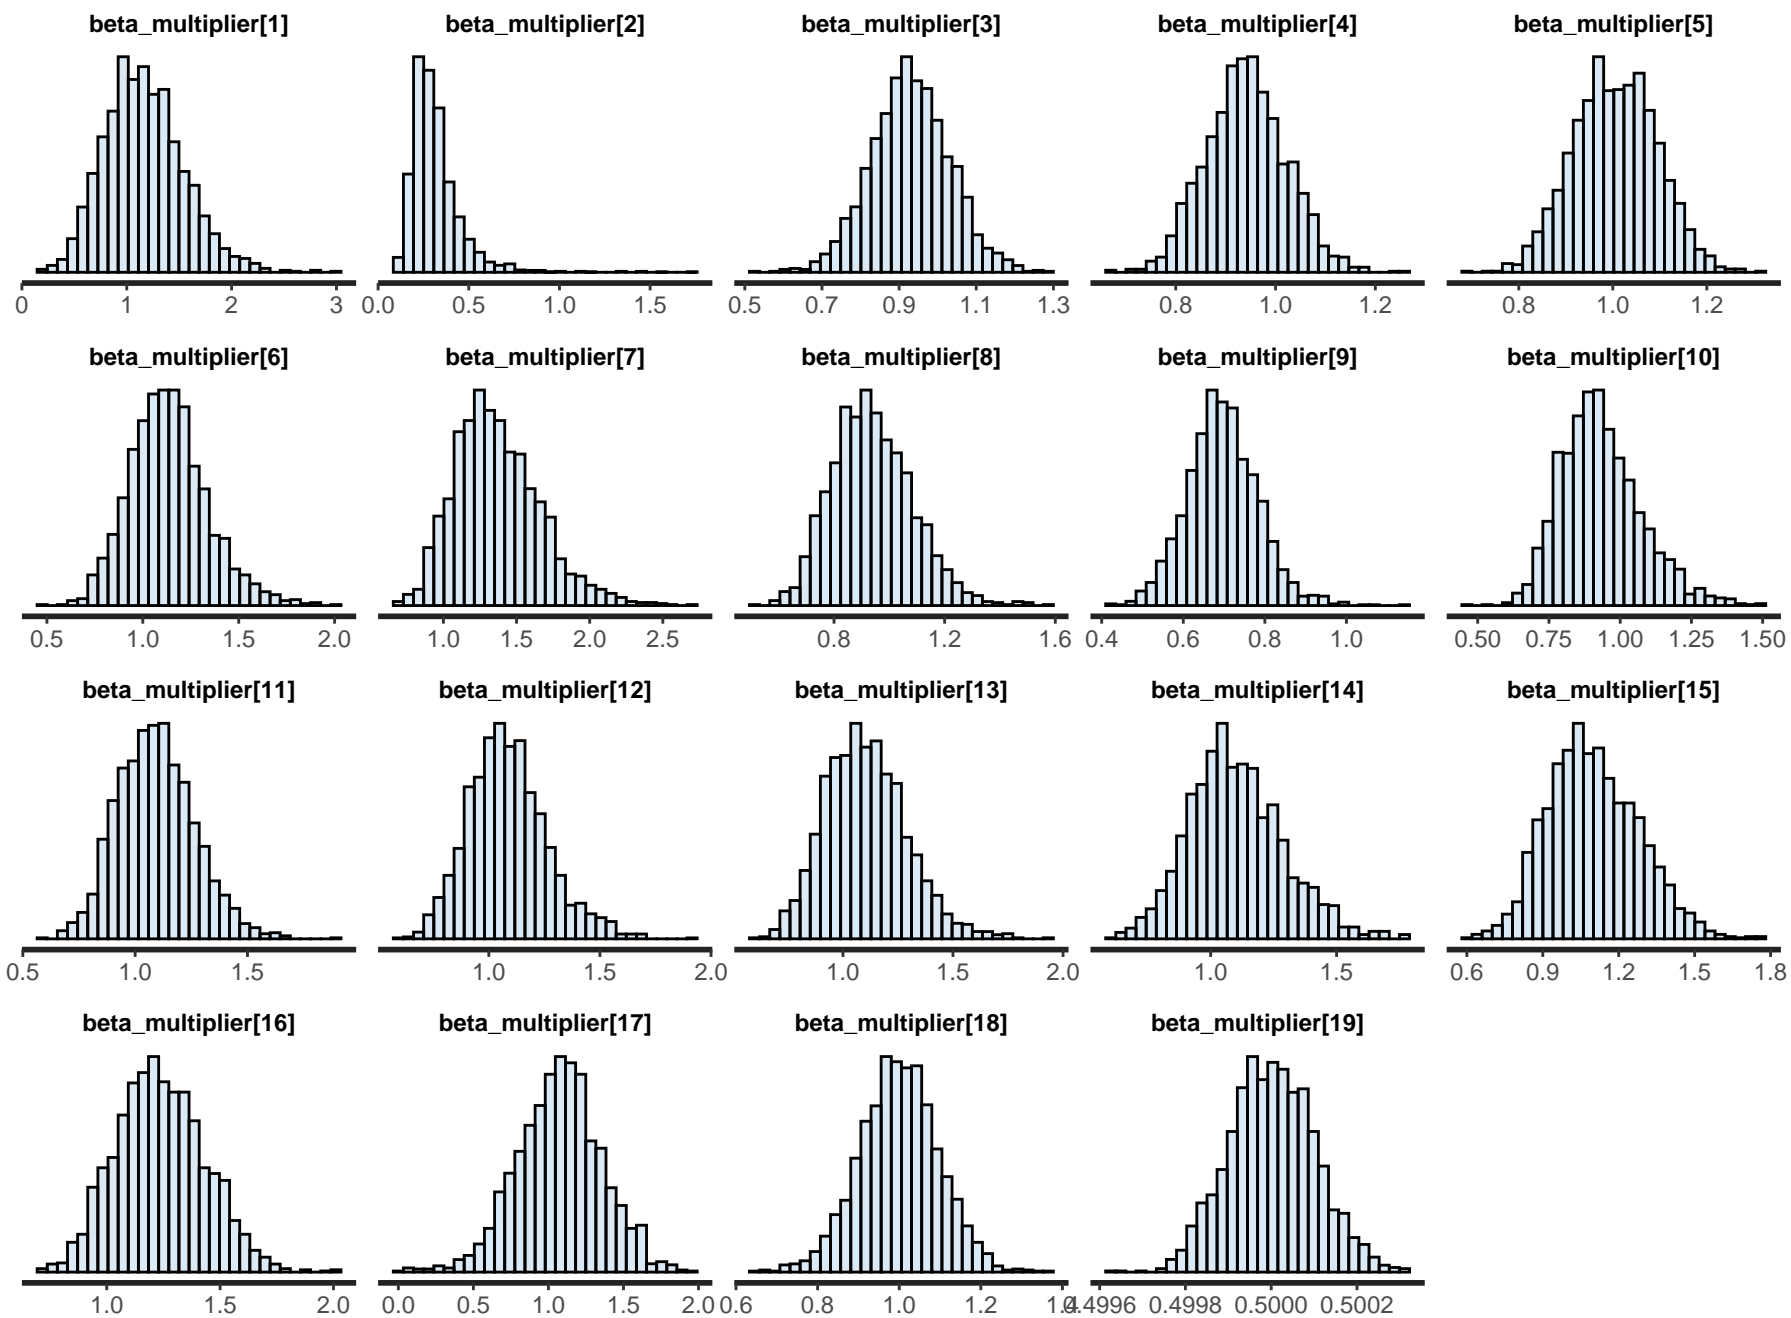 beta_multiplier[1] beta_multiplier[2] beta_multiplier[3] beta_multiplier[4] beta_multiplier[5]
0 1 2 3 0.0 0.5 1.0 1.5 0.5 0.7 0.9 1.1 1.3 0.8 1.0 1.2 0.8 1.0 1.2
beta_multiplier[6] beta_multiplier[7] beta_multiplier[8] beta_multiplier[9] beta_multiplier[10]
0.5 1.0 1.5 2.0 1.0 1.5 2.0 2.5 0.8 1.2 1.6 0.4 0.6 0.8 1.0 0.50 0.75 1.00 1.25 1.50
beta_multiplier[11] beta_multiplier[12] beta_multiplier[13] beta_multiplier[14] beta_multiplier[15]
0.5 1.0 1.5 1.0 1.5 2.0 1.0 1.5 2.0 1.0 1.5 0.6 0.9 1.2 1.5 1.8
beta_multiplier[16] beta_multiplier[17] beta_multiplier[18] beta_multiplier[19]
1.0 1.5 2.0 0.0 0.5 1.0 1.5 2.0 0.6 0.8 1.0 1.2 1.4 0.4996 0.4998 0.5000 0.5002